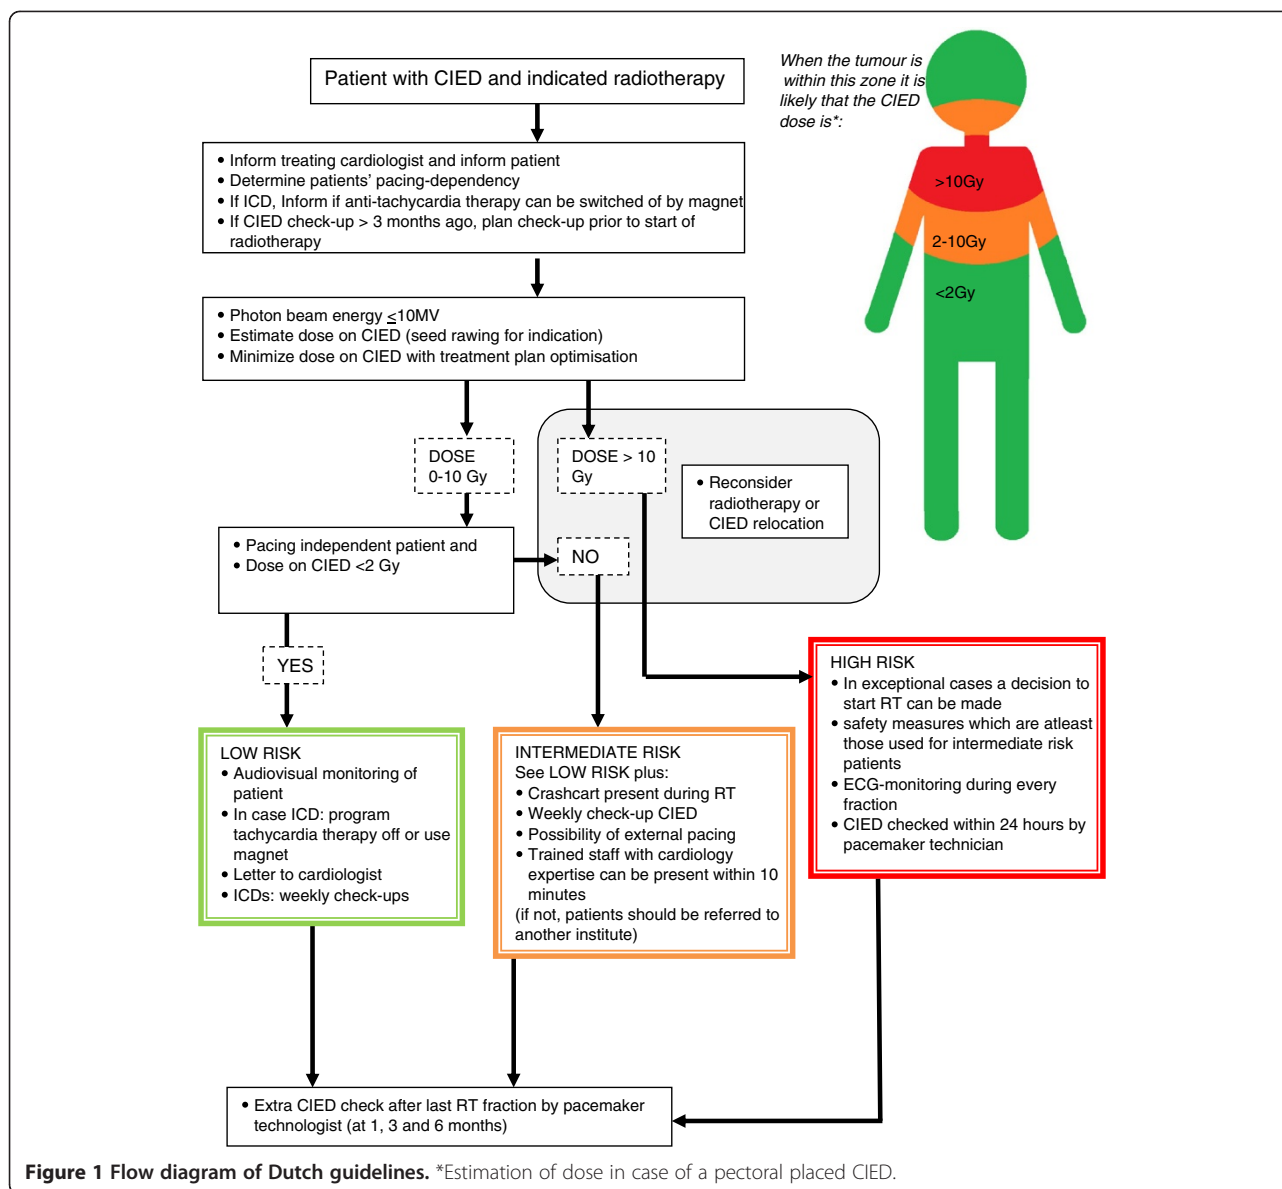 Patient with CIED and indicated radiotherapy
When the tumour is
within this zone it is
likely that the CIED
dose is*:
>10Gy
2-10Gy
<2Gy
• Inform treating cardiologist and inform patient
• Determine patients' pacing-dependency
• If ICD, Inform if anti-tachycardia therapy can be switched of by magnet
• If CIED check-up > 3 months ago, plan check-up prior to start of
radiotherapy
• Photon beam energy ≤10MV
• Estimate dose on CIED (seed rawing for indication)
• Minimize dose on CIED with treatment plan optimisation
DOSE
0-10 Gy
DOSE > 10
Gy
• Reconsider
radiotherapy or
CIED relocation
• Pacing independent patient and
• Dose on CIED <2 Gy
NO
YES
HIGH RISK
• In exceptional cases a decision to
start RT can be made
• safety measures which are atleast
those used for intermediate risk
patients
• ECG-monitoring during every
fraction
• CIED checked within 24 hours by
pacemaker technician
LOW RISK
• Audiovisual monitoring of
patient
• In case ICD: program
tachycardia therapy off or use
magnet
• Letter to cardiologist
• ICDs: weekly check-ups
INTERMEDIATE RISK
See LOW RISK plus:
• Crashcart present during RT
• Weekly check-up CIED
• Possibility of external pacing
• Trained staff with cardiology
expertise can be present within 10
minutes
(if not, patients should be referred to
another institute)
• Extra CIED check after last RT fraction by pacemaker
technologist (at 1, 3 and 6 months)
Figure 1 Flow diagram of Dutch guidelines. *Estimation of dose in case of a pectoral placed CIED.